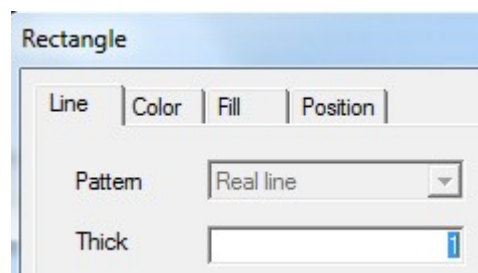 Rectangle
Line Color Fill Position
Pattern Real line
Thick 1